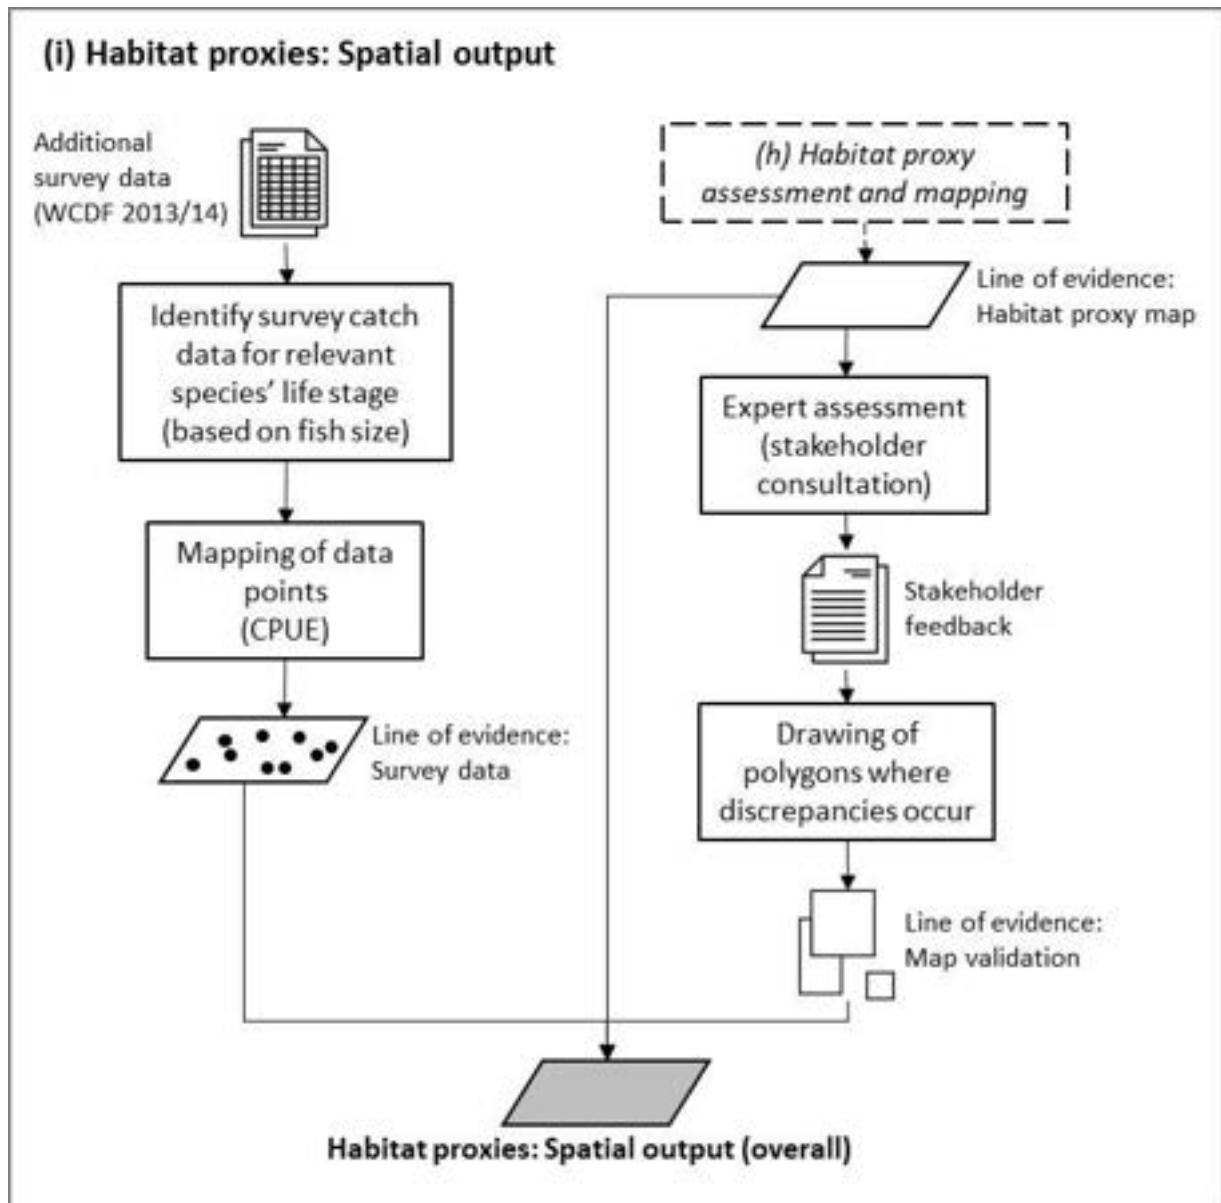 (i) Habitat proxies: Spatial output
Additional
survey data
(WCDF 2013/14)
Identify survey catch
data for relevant
species' life stage
(based on fish size)
Mapping of data
points
(CPUE)
Line of evidence:
Survey data
(h) Habitat proxy
assessment and mapping
Line of evidence:
Habitat proxy map
Expert assessment
(stakeholder
consultation)
Stakeholder
feedback
Drawing of
polygons where
discrepancies occur
Line of evidence:
Map validation
Habitat proxies: Spatial output (overall)